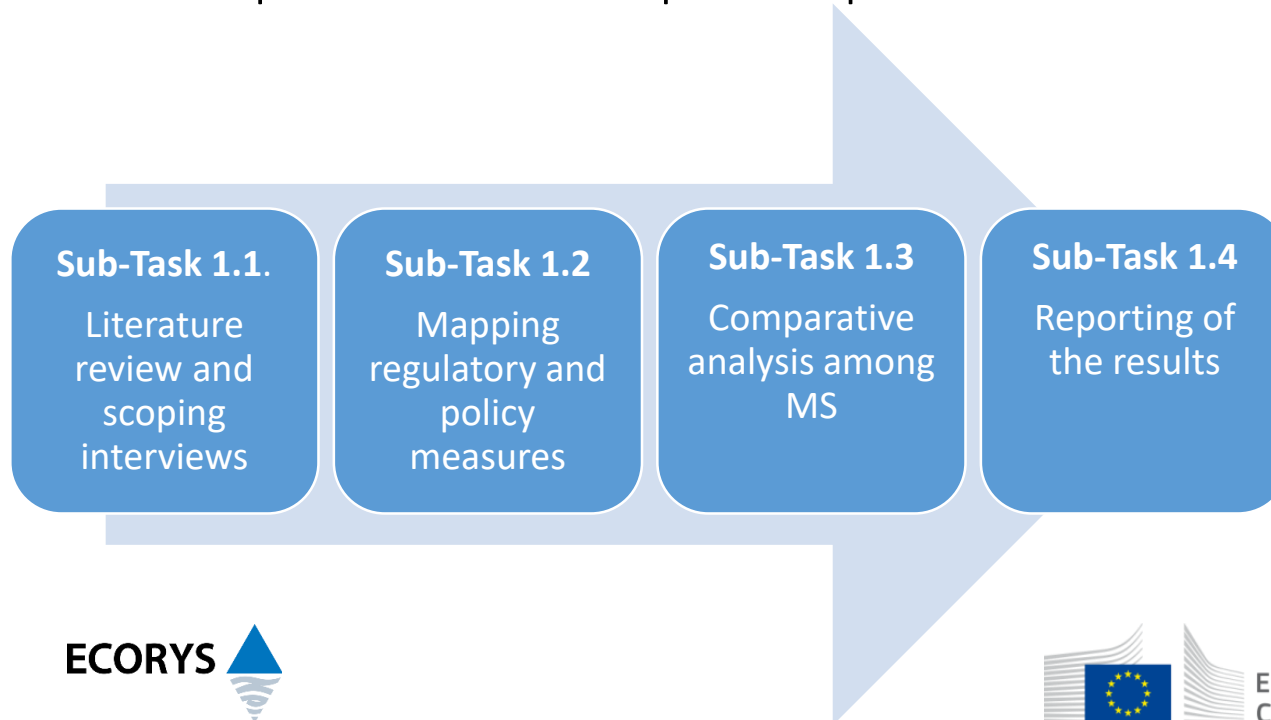 Sub-Task 1.1.
Literature
review and
scoping
interviews
Sub-Task 1.2
Mapping
regulatory and
policy
measures
Sub-Task 1.3
Comparative
analysis among
MS
Sub-Task 1.4
Reporting of
the results
ECORYS